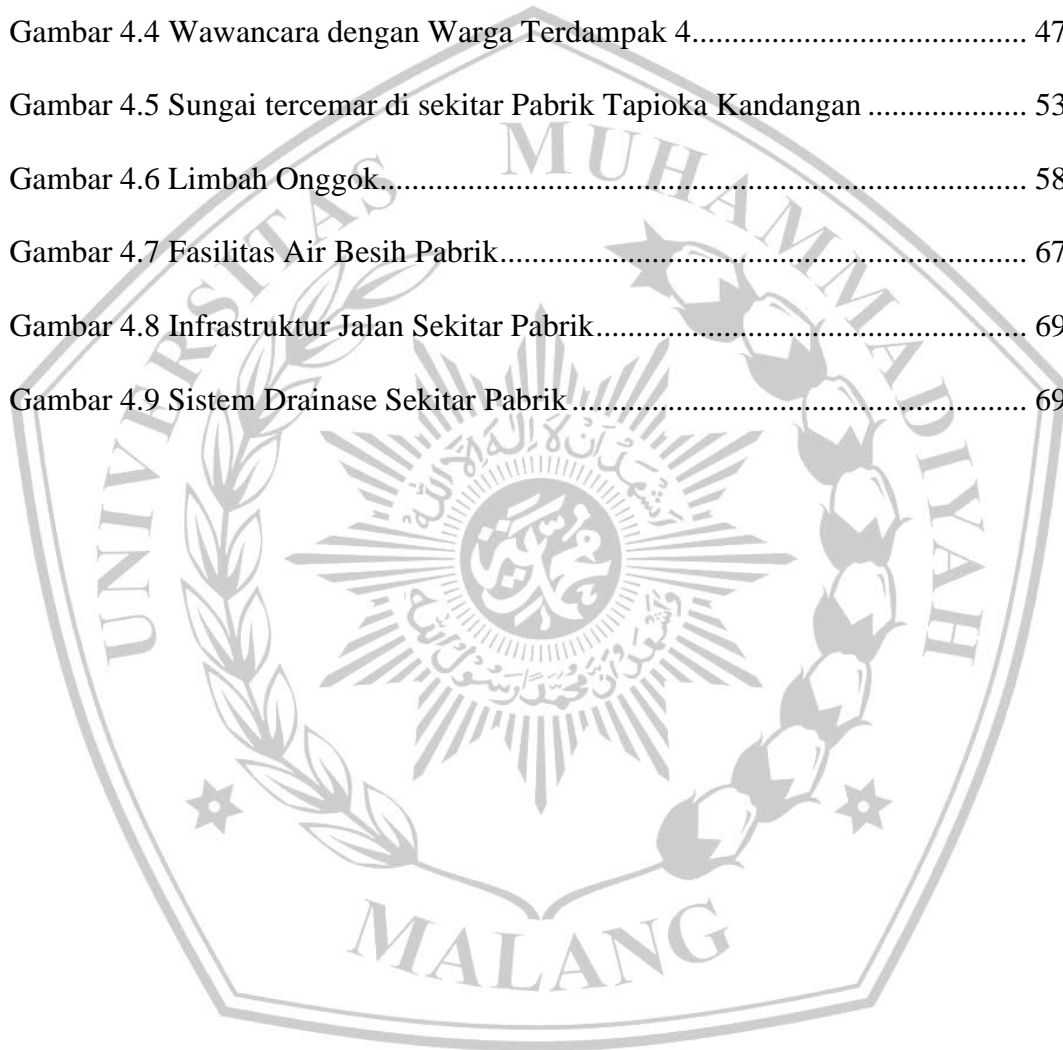 Gambar 4.4 Wawancara dengan Warga Terdampak 4.................................... 47
Gambar 4.5 Sungai tercemar di sekitar Pabrik Tapioka Kandangan .................... 53
Gambar 4.6 Limbah Onggok.................................................................................. 58
Gambar 4.7 Fasilitas Air Besih Pabrik................................................................... 67
Gambar 4.8 Infrastruktur Jalan Sekitar Pabrik....................................................... 69
Gambar 4.9 Sistem Drainase Sekitar Pabrik.......................................................... 69
UNIVERSITAS MUHAMMADIYAH
MALANG